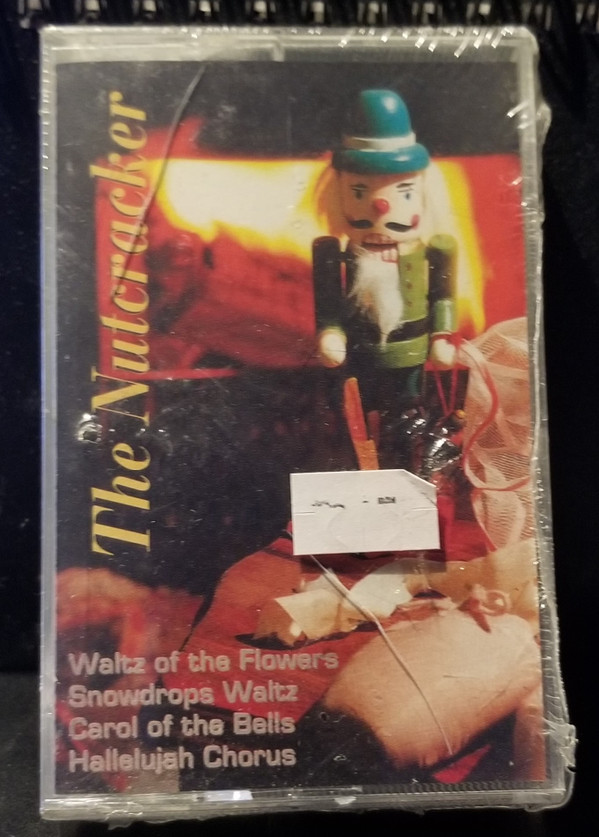 The Nutcracker
Waltz of the Flowers
Snowdrops Waltz
Carol of the Bells
Hallelujah Chorus